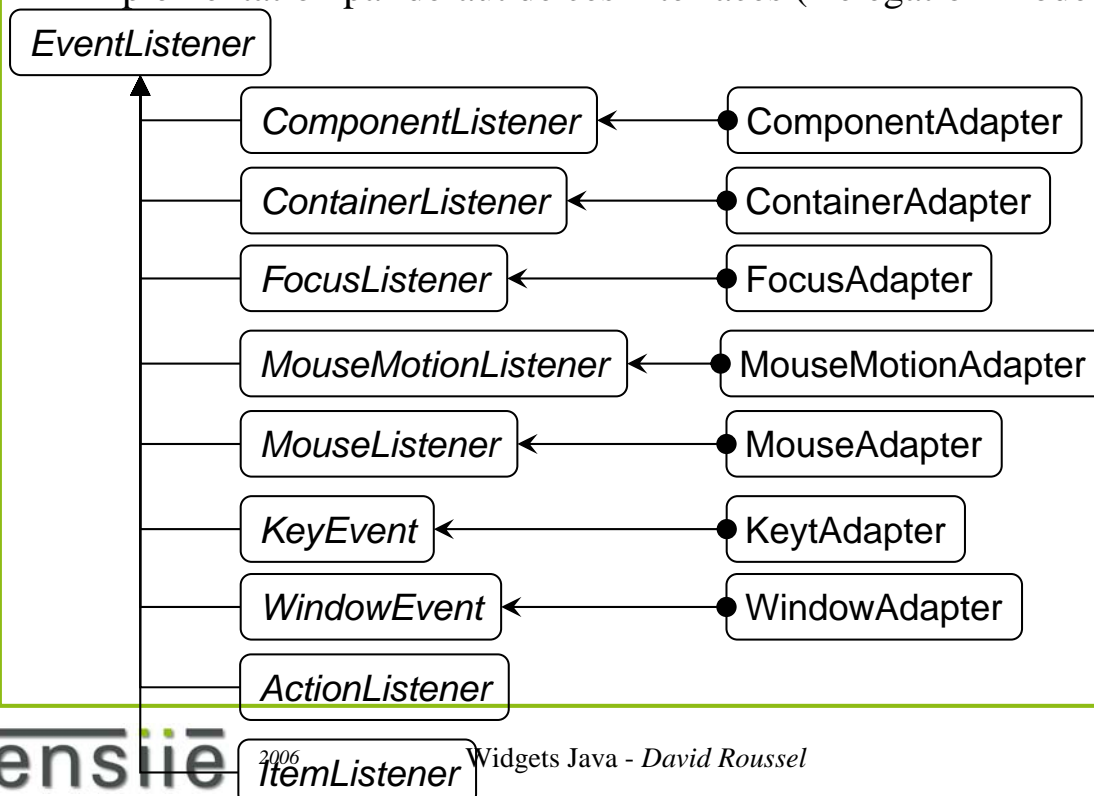 EventListener
ComponentListener ComponentAdapter
ContainerListener ContainerAdapter
FocusListener FocusAdapter
MouseMotionListener MouseMotionAdapter
MouseListener MouseAdapter
KeyEvent KeytAdapter
WindowEvent WindowAdapter
ActionListener
ItemListener
ensiie 2006 Widgets Java - David Roussel